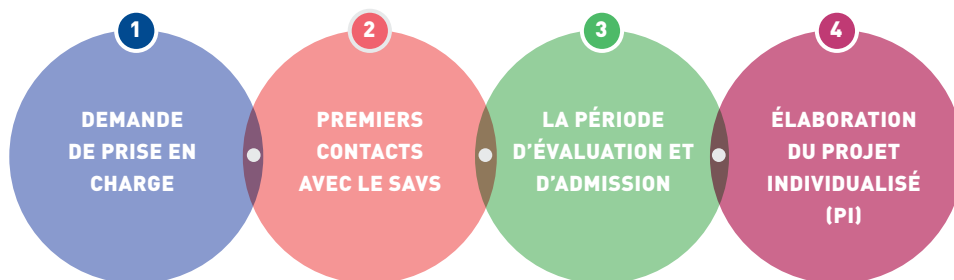 1
DEMANDE
DE PRISE EN
CHARGE
2
PREMIERS
CONTACTS
AVEC LE SAVS
3
LA PÉRIODE
D'ÉVALUATION ET
D'ADMISSION
4
ÉLABORATION
DU PROJET
INDIVIDUALISÉ
(PI)